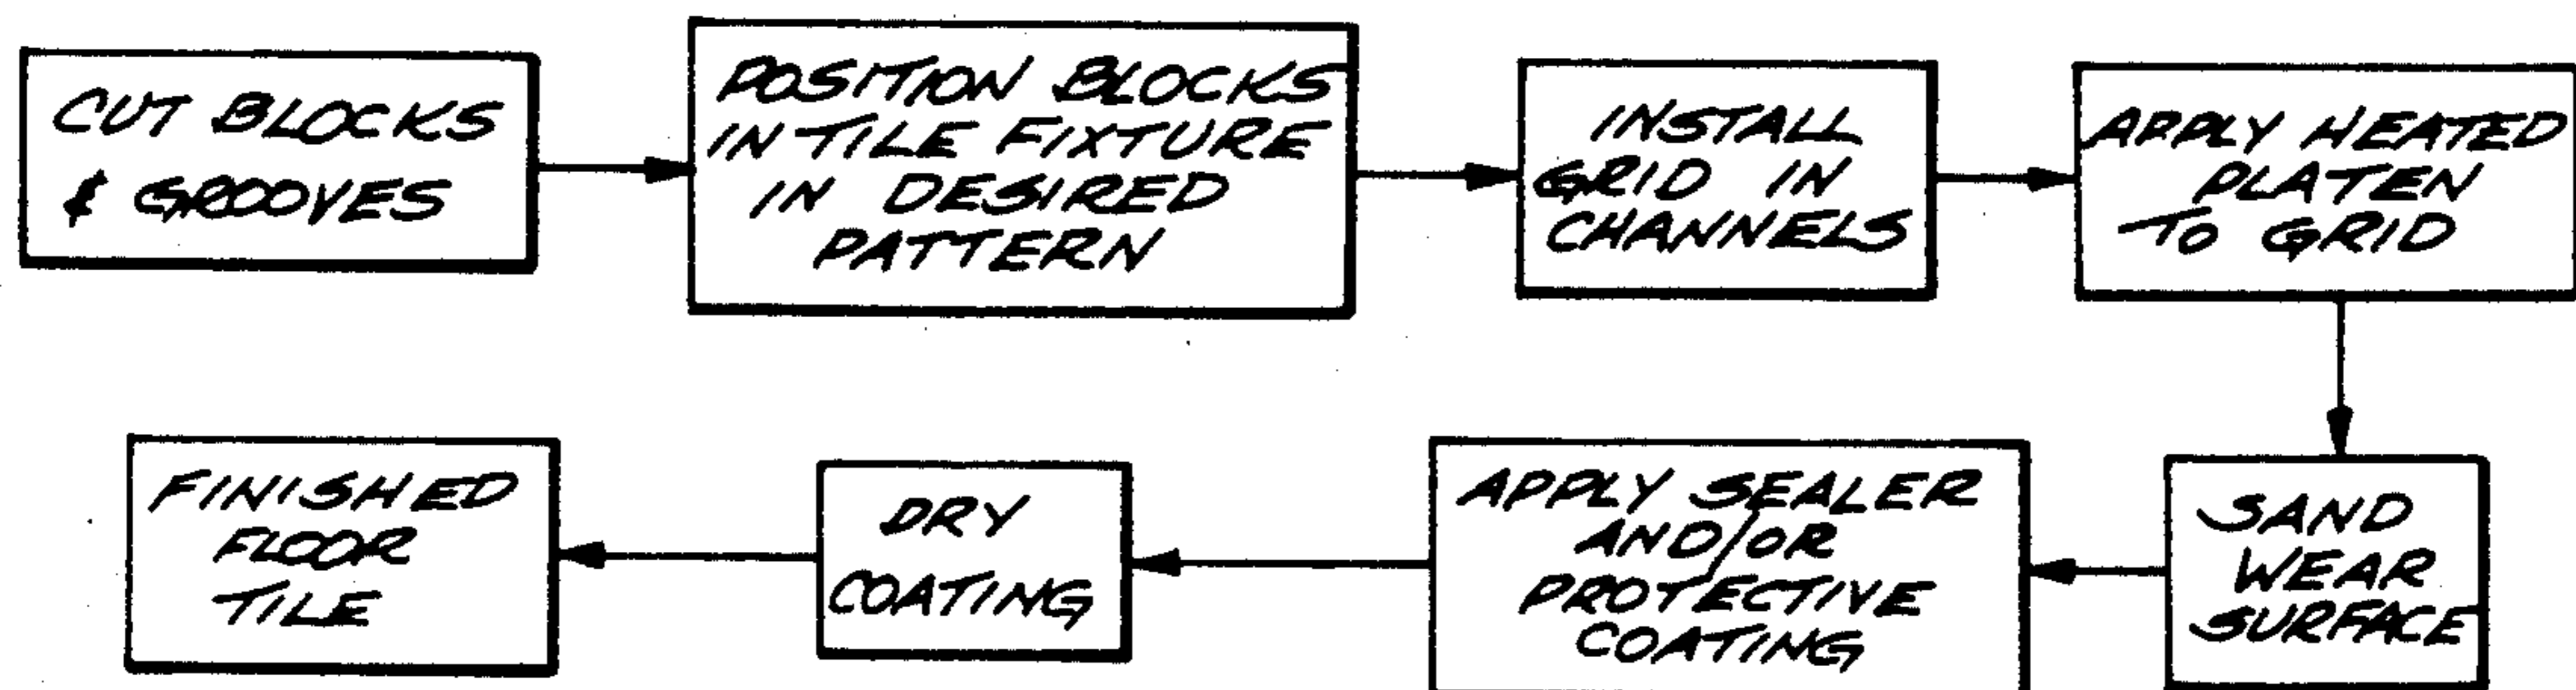 CUT BLOCKS
& GROOVES
POSITION BLOCKS
IN TILE FIXTURE
IN DESIRED
PATTERN
INSTALL
GRID IN
CHANNELS
APPLY HEATED
PLATEN
TO GRID
SAND
WEAR
SURFACE
APPLY SEALER
AND/OR
PROTECTIVE
COATING
DRY
COATING
FINISHED
FLOOR
TILE